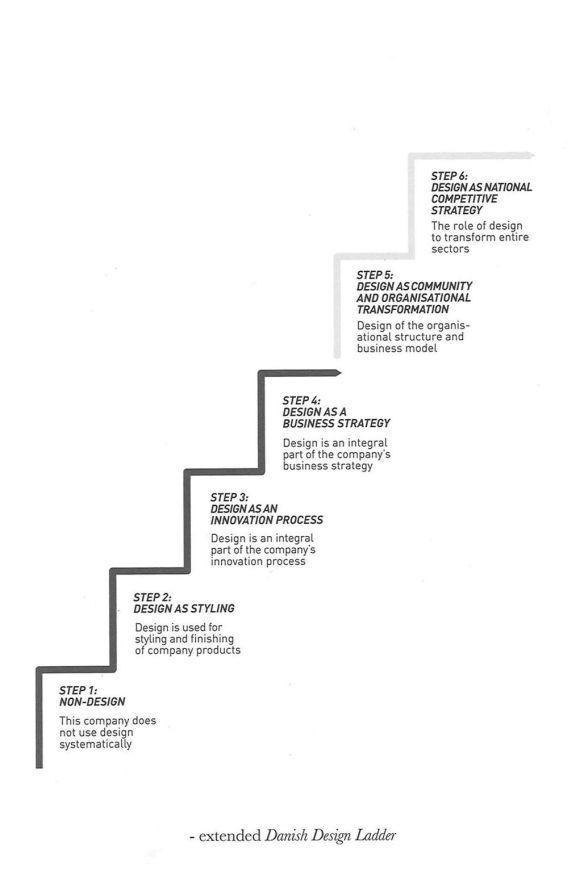 STEP 6:
DESIGN AS NATIONAL
COMPETITIVE
STRATEGY
The role of design
to transform entire
sectors
STEP 5:
DESIGN AS COMMUNITY
AND ORGANISATIONAL
TRANSFORMATION
Design of the organis-
ational structure and
business model
STEP 4:
DESIGN AS A
BUSINESS STRATEGY
Design is an integral
part of the company's
business strategy
STEP 3:
DESIGN AS AN
INNOVATION PROCESS
Design is an integral
part of the company's
innovation process
STEP 2:
DESIGN AS STYLING
Design is used for
styling and finishing
of company products
STEP 1:
NON-DESIGN
This company does
not use design
systematically
- extended Danish Design Ladder